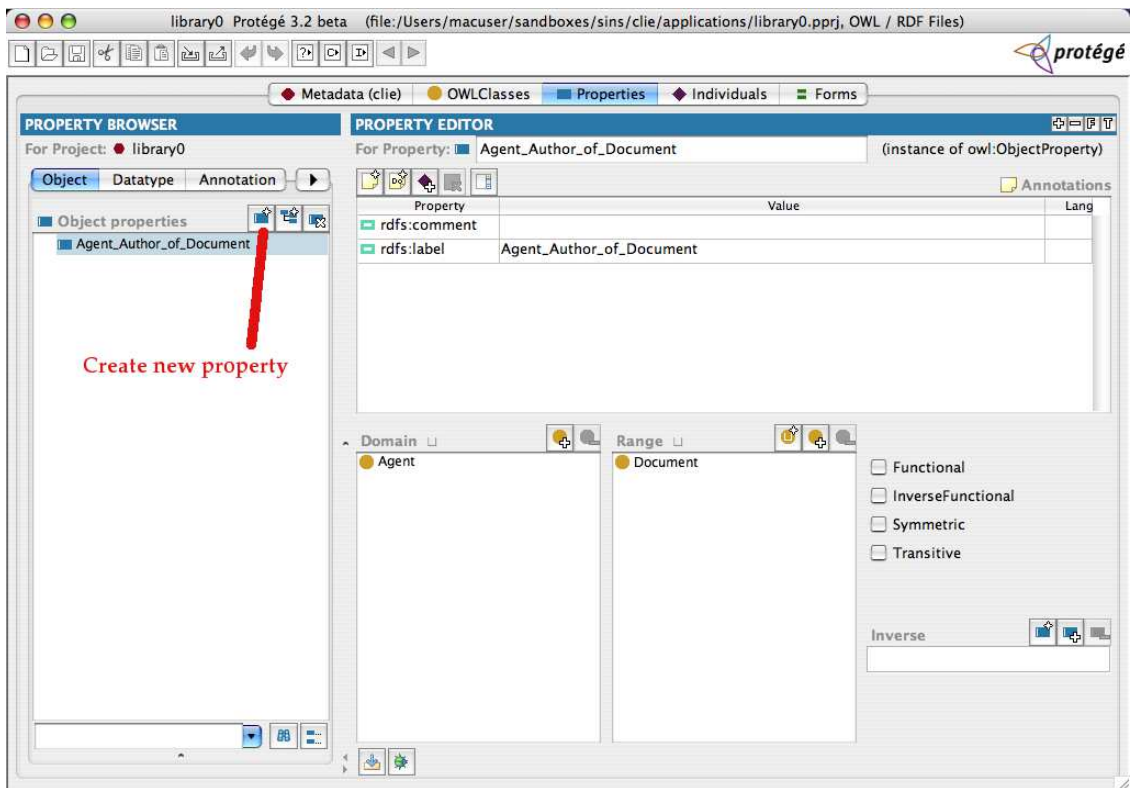 library0 Protégé 3.2 beta (file:/Users/macuser/sandboxes/sins/clie/applications/library0.pprj, OWL / RDF Files)
protégé
Metadata (clie) OWLClasses Properties Individuals Forms
PROPERTY BROWSER
For Project: library0
Object Datatype Annotation
Object properties
Agent_Author_of_Document
Create new property
PROPERTY EDITOR
For Property: Agent_Author_of_Document (instance of owl:ObjectProperty)
Annotations
Property Value Lang
rdfs:comment
rdfs:label Agent_Author_of_Document
Domain
Agent
Range
Document
Functional
InverseFunctional
Symmetric
Transitive
Inverse